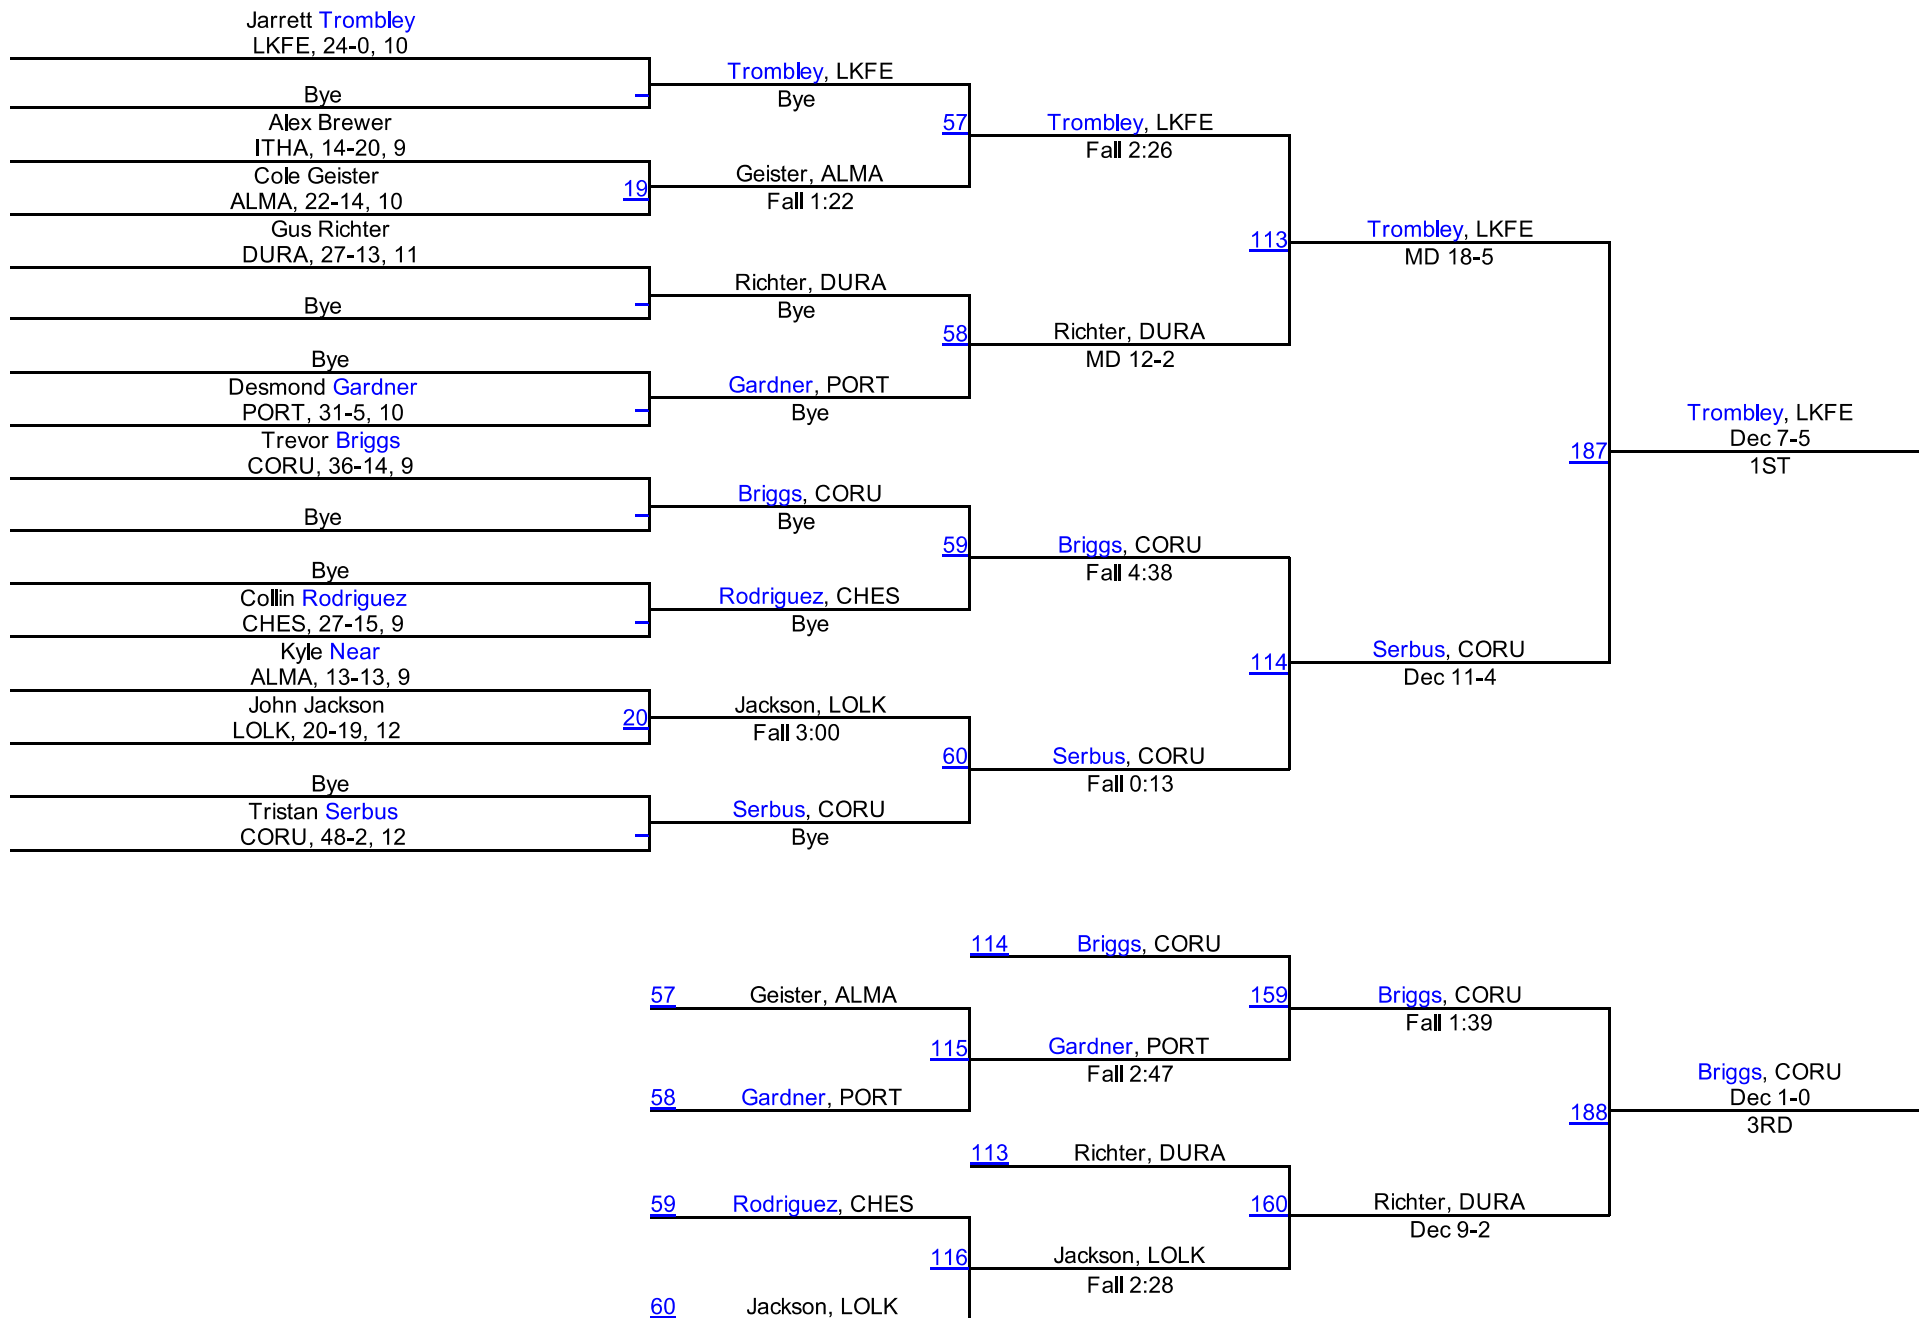 Jarrett Trombley
LKFE, 24-0, 10
Bye
Alex Brewer
ITHA, 14-20, 9
Cole Geister
ALMA, 22-14, 10
Gus Richter
DURA, 27-13, 11
Bye
Bye
Desmond Gardner
PORT, 31-5, 10
Trevor Briggs
CORU, 36-14, 9
Bye
Bye
Collin Rodriguez
CHES, 27-15, 9
Kyle Near
ALMA, 13-13, 9
John Jackson
LOLK, 20-19, 12
Bye
Tristan Serbus
CORU, 48-2, 12
19
20
Trombley, LKFE
Bye
Geister, ALMA
Fall 1:22
Richter, DURA
Bye
Gardner, PORT
Bye
Briggs, CORU
Bye
Rodriguez, CHES
Bye
Jackson, LOLK
Fall 3:00
Serbus, CORU
Bye
57
58
59
60
Trombley, LKFE
Fall 2:26
Richter, DURA
MD 12-2
Briggs, CORU
Fall 4:38
Serbus, CORU
Fall 0:13
113
114
Trombley, LKFE
MD 18-5
Serbus, CORU
Dec 11-4
187
Trombley, LKFE
Dec 7-5
1ST
57
Geister, ALMA
58
Gardner, PORT
59
Rodriguez, CHES
60
Jackson, LOLK
115
116
114
Briggs, CORU
Gardner, PORT
Fall 2:47
113
Richter, DURA
Jackson, LOLK
Fall 2:28
159
160
Briggs, CORU
Fall 1:39
Richter, DURA
Dec 9-2
188
Briggs, CORU
Dec 1-0
3RD